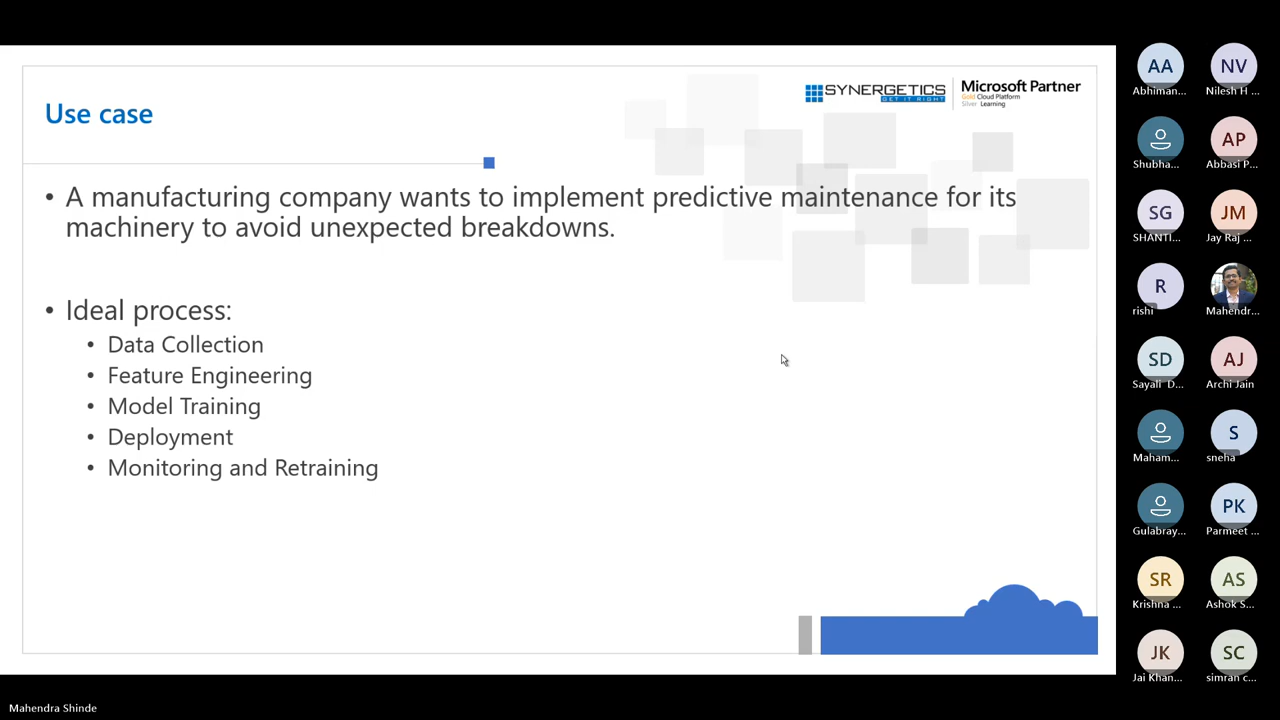 SYNERGETICS
GET IT RIGHT
Microsoft Partner
Gold Cloud Platform
Silver Learning
Use case
• A manufacturing company wants to implement predictive maintenance for its
machinery to avoid unexpected breakdowns.
• Ideal process:
• Data Collection
• Feature Engineering
• Model Training
• Deployment
• Monitoring and Retraining
AA
NV
Abhiman...
Nilesh H ...
AP
Shubha...
Abbasi P...
SG
JM
SHANTI...
Jay Raj ...
R
rishi
Mahendr...
SD
AJ
Sayali D...
Archi Jain
S
Maham...
sneha
PK
Gulabray...
Parmeet ...
SR
AS
Krishna ...
Ashok S...
JK
SC
Jai Khan...
simran c...
Mahendra Shinde